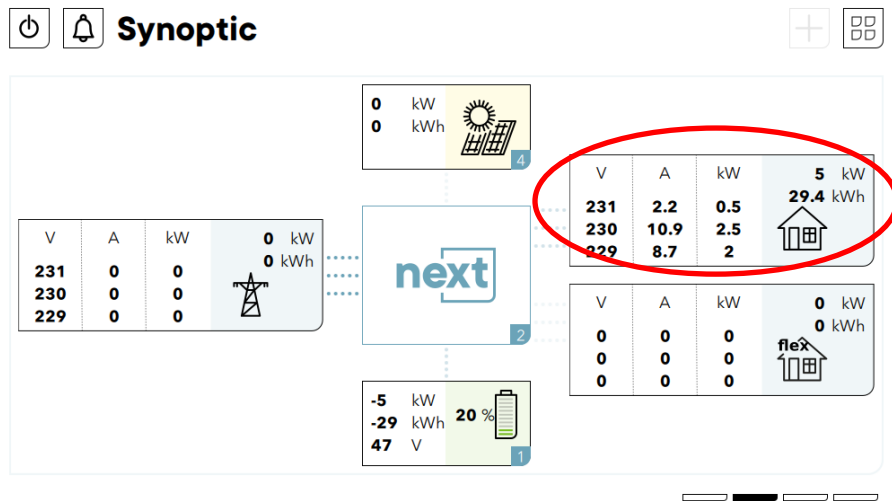 Synoptic
0 kW
0 kWh
4
V A kW 5 kW
29.4 kWh
231 2.2 0.5
230 10.9 2.5
229 8.7 2
V A kW 0 kW
0 kWh
231 0 0
230 0 0
229 0 0
next
2
V A kW 0 kW
0 kWh
0 0 0
flex
0 0 0
0 0 0
-5 kW
-29 kWh 20 %
47 V
1